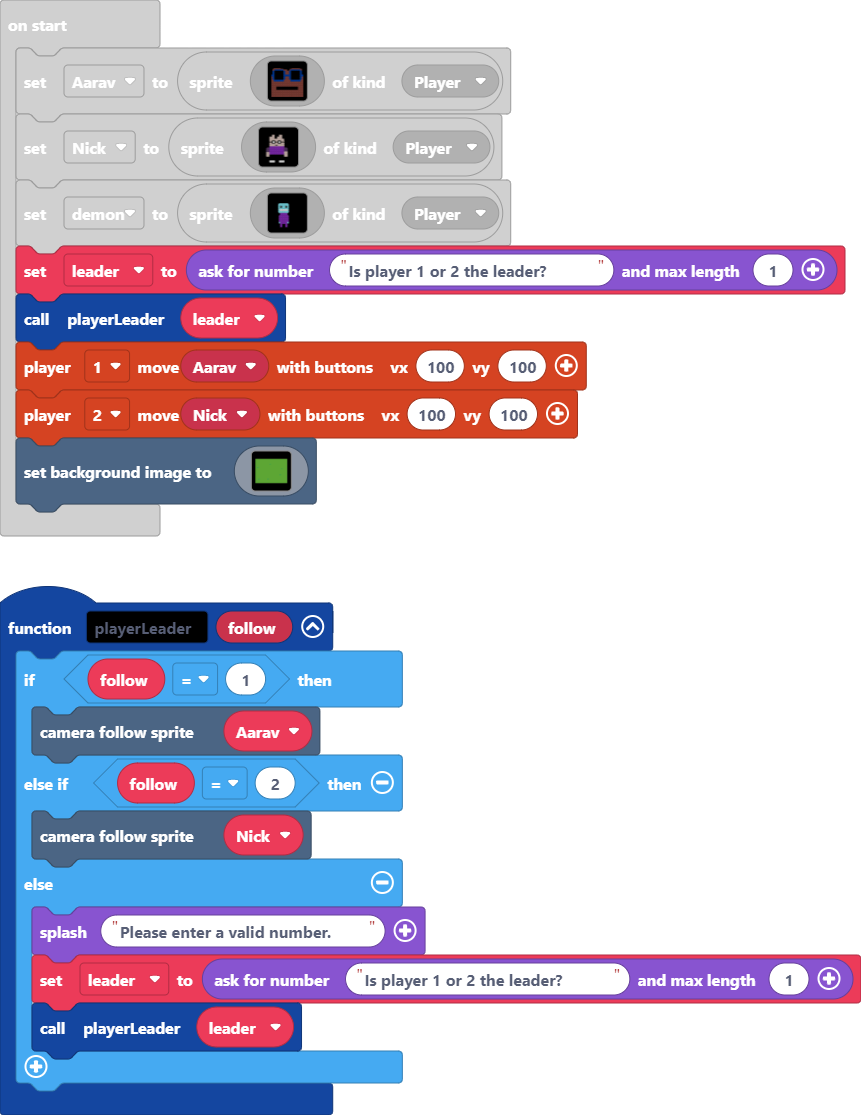 on start
set Aarav to sprite of kind Player
set Nick to sprite of kind Player
set demon to sprite of kind Player
set leader to ask for number "Is player 1 or 2 the leader? " and max length 1
call playerLeader leader
player 1 move Aarav with buttons vx 100 vy 100
player 2 move Nick with buttons vx 100 vy 100
set background image to
function playerLeader follow
if follow = 1 then
camera follow sprite Aarav
else if follow = 2 then
camera follow sprite Nick
else
splash "Please enter a valid number. "
set leader to ask for number "Is player 1 or 2 the leader? " and max length 1
call playerLeader leader